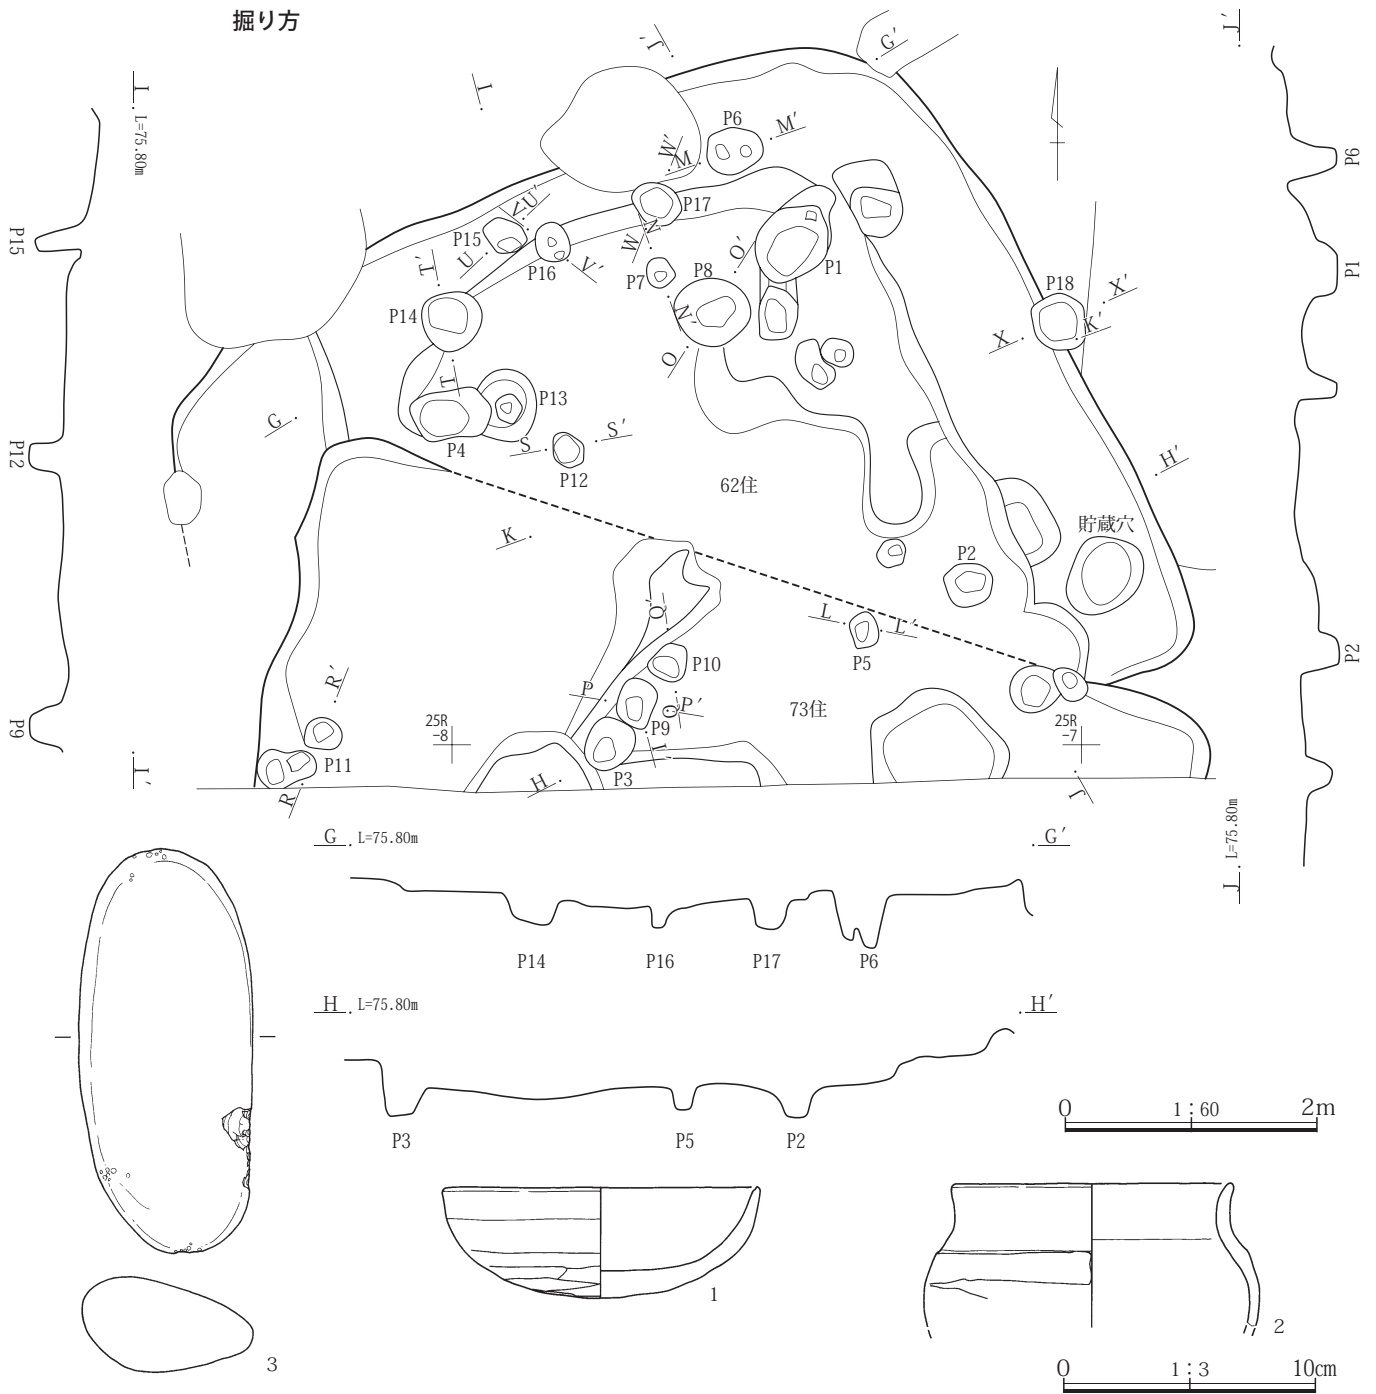 掘り方
J′
G′
J′
I
L=75.80m
I
P6
M′
W′
M
P6
P17
V
U′
P15
U
P16
V′
W
N
O′
P1
P15
T′
P7
P8
P1
P18
X′
P14
N′
X
K′
O
T
P13
G
S
S′
P4
P12
P12
62住
H′
貯蔵穴
K
P2
Q′
L
L′
P5
P2
R′
P10
P
P′
Q
73住
P9
25R
-8
25R
-7
P9
P11
I′
P3
H
R
I′
J
G L=75.80m
G′
L=75.80m
J
P14
P16
P17
P6
H L=75.80m
H′
P3
P5
P2
0 1:60 2m
1
2
3
0 1:3 10cm